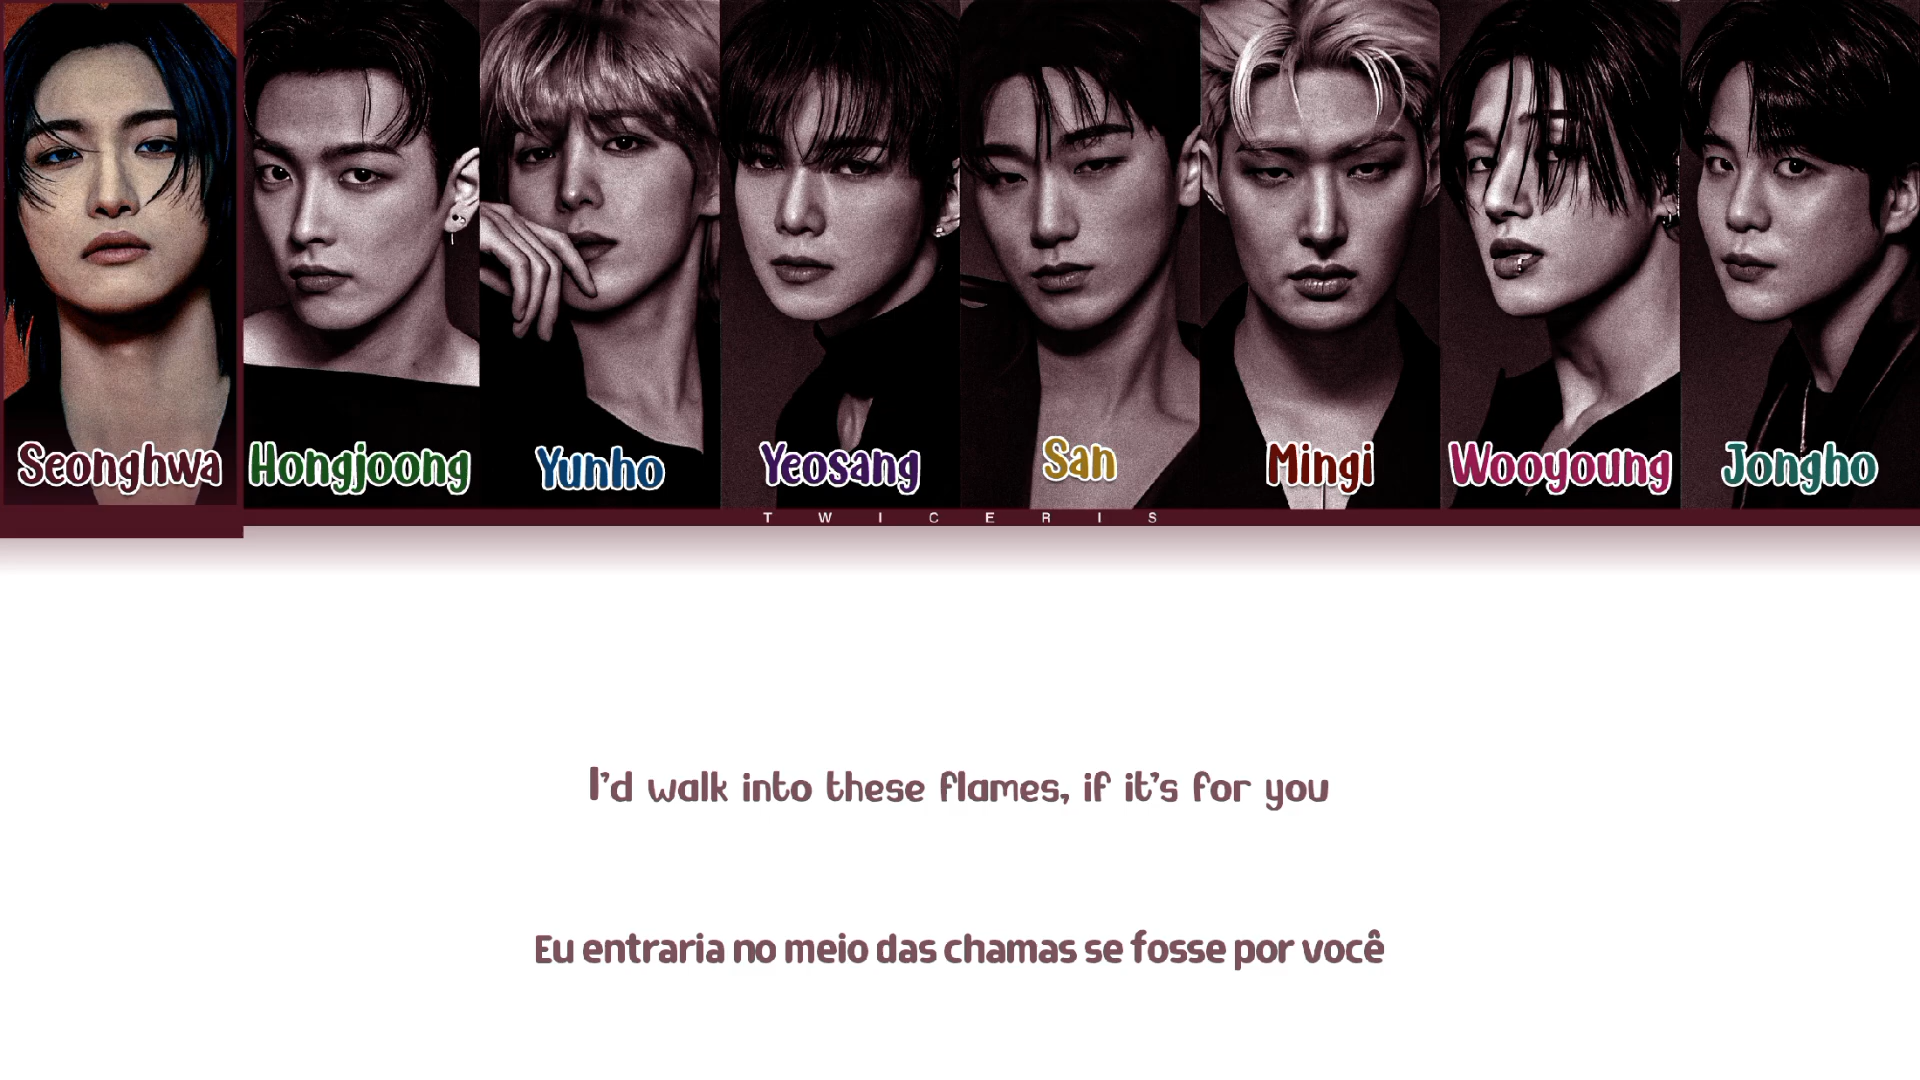 Seonghwa Hongjoong Yunho Yeosang San Mingi Wooyoung Jongho
TWICERIS
I'd walk into these flames, if it's for you
Eu entraria no meio das chamas se fosse por você